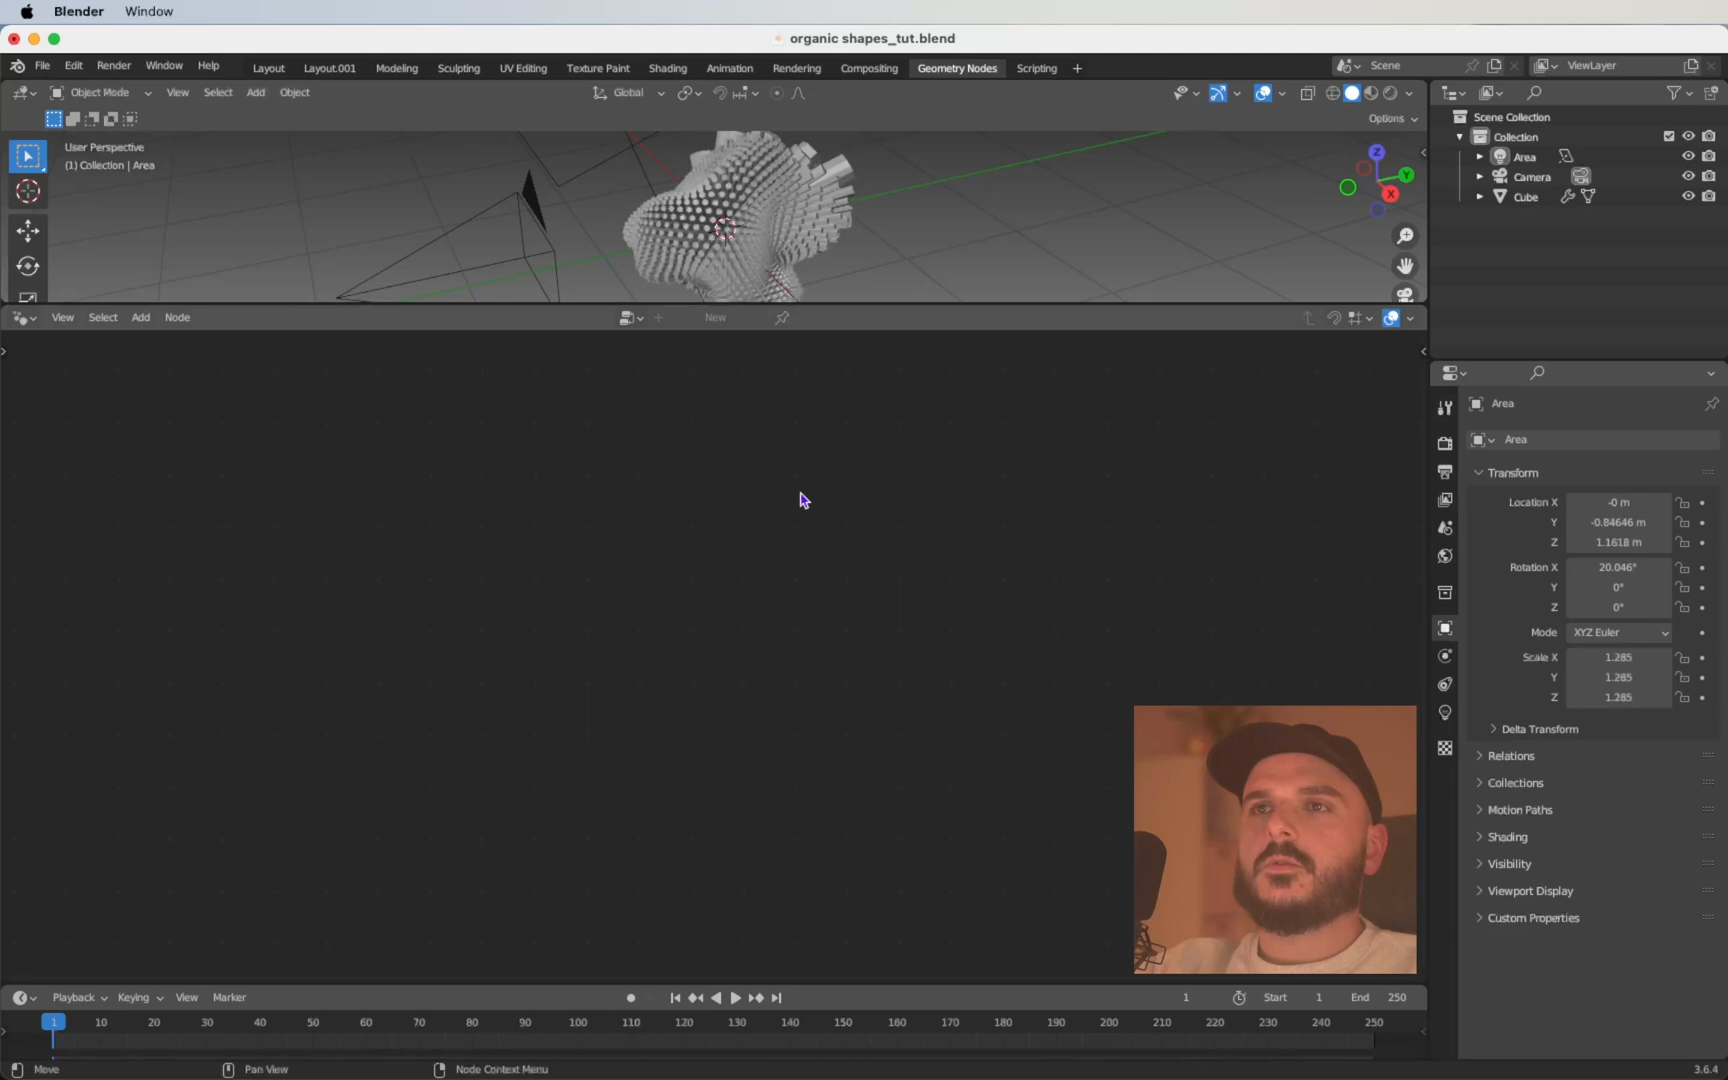 Blender Window
organic shapes_tut.blend
File Edit Render Window Help Layout Layout.001 Modeling Sculpting UV Editing Texture Paint Shading Animation Rendering Compositing Geometry Nodes Scripting + Scene ViewLayer
Object Mode View Select Add Object Global
Options
User Perspective
(1) Collection | Area
Z
Y
X
Scene Collection
Collection
Area
Camera
Cube
View Select Add Node + New
Area
Area
Transform
Location X -0 m
Y -0.84646 m
Z 1.1618 m
Rotation X 20.046°
Y 0°
Z 0°
Mode XYZ Euler
Scale X 1.285
Y 1.285
Z 1.285
Delta Transform
Relations
Collections
Motion Paths
Shading
Visibility
Viewport Display
Custom Properties
Playback Keying View Marker 1 Start 1 End 250
1 10 20 30 40 50 60 70 80 90 100 110 120 130 140 150 160 170 180 190 200 210 220 230 240 250
Move Pan View Node Context Menu 3.6.4